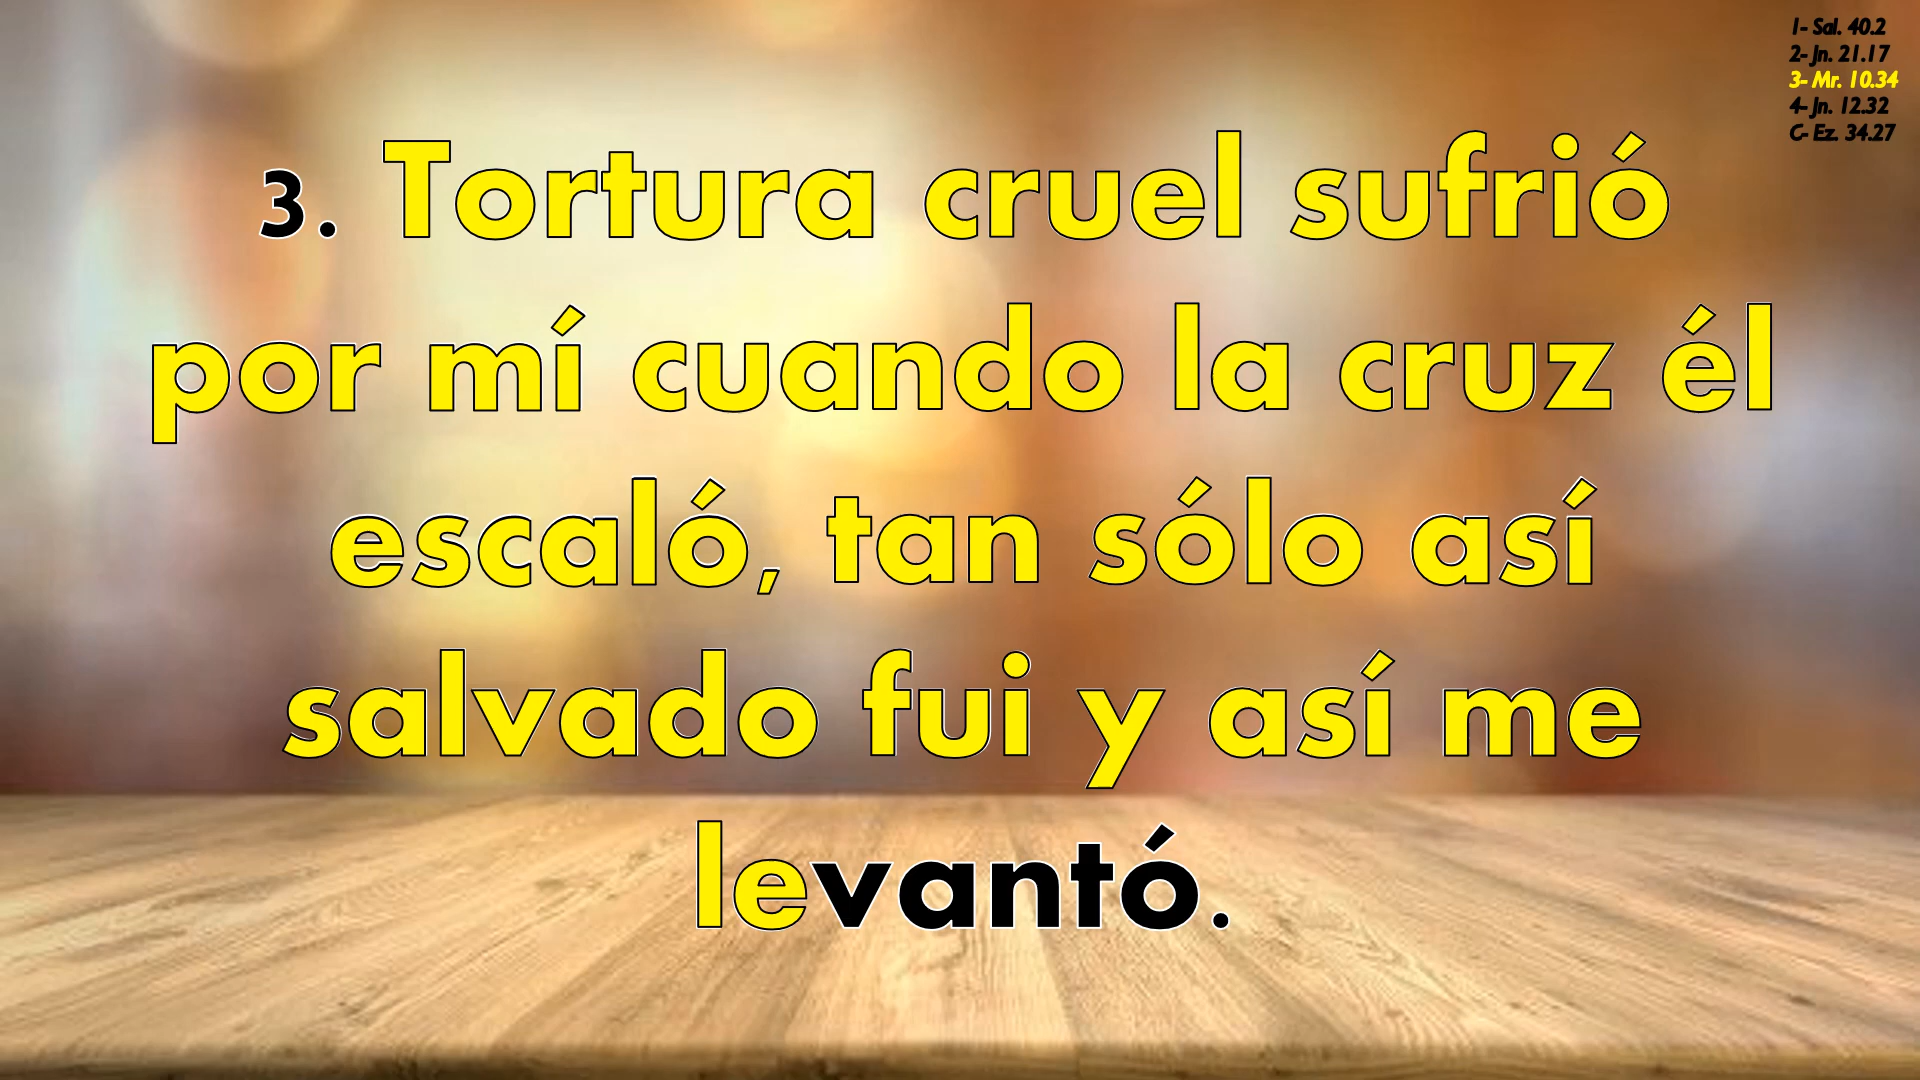 1- Sal. 40.2
2- Jn. 21.17
3- Mr. 10.34
4- Jn. 12.32
C- Ez. 34.27
3. Tortura cruel sufrió
por mí cuando la cruz él
escaló, tan sólo así
salvado fui y así me
levantó.